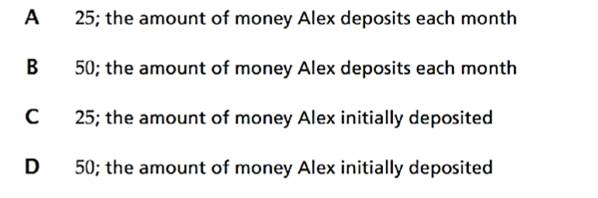 A 25; the amount of money Alex deposits each month
B 50; the amount of money Alex deposits each month
C 25; the amount of money Alex initially deposited
D 50; the amount of money Alex initially deposited